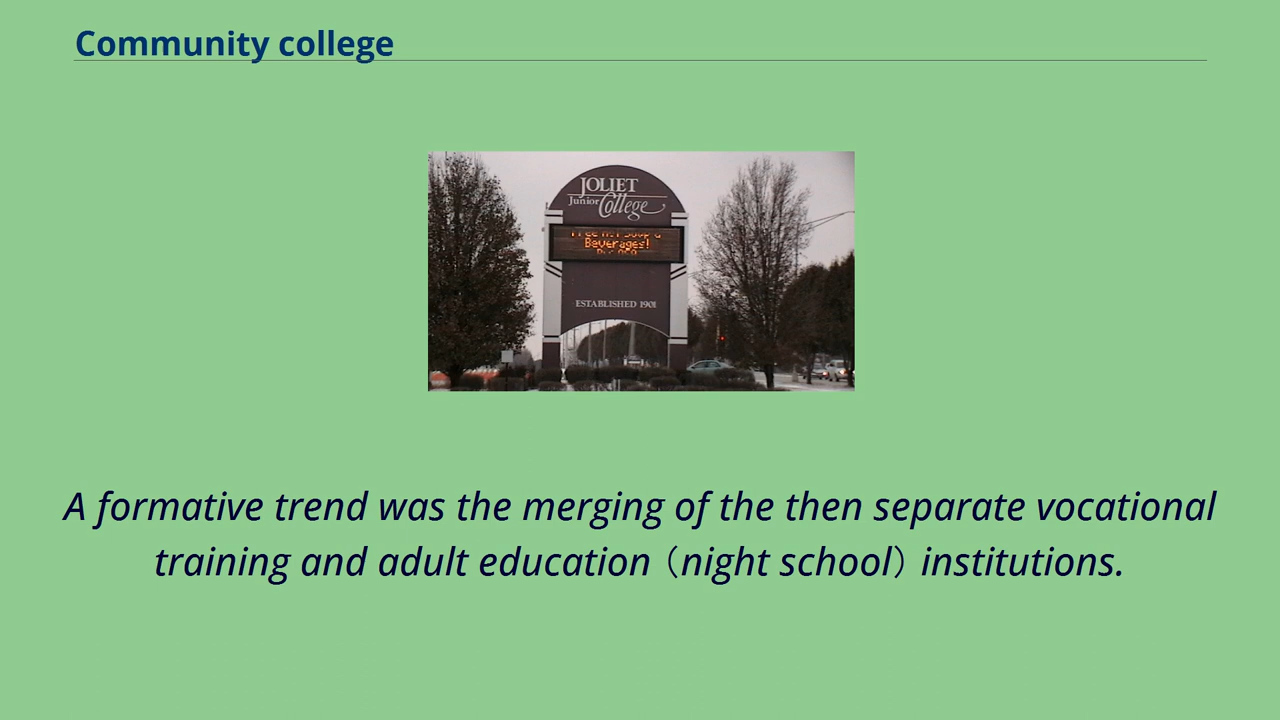 Community college
JOLIET
Junior College
Beverages!
ESTABLISHED 1901
A formative trend was the merging of the then separate vocational
training and adult education （night school） institutions.